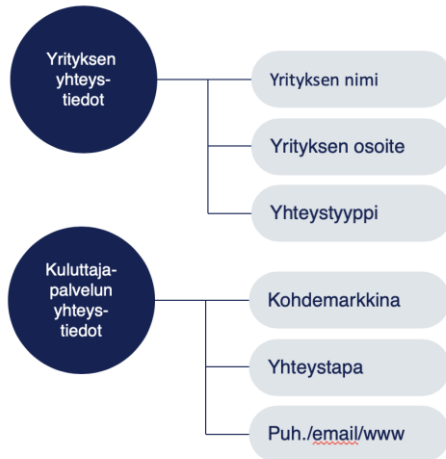 Yrityksen
yhteys-
tiedot
Yrityksen nimi
Yrityksen osoite
Yhteystyyppi
Kuluttaja-
palvelun
yhteys-
tiedot
Kohdemarkkina
Yhteystapa
Puh./email/www